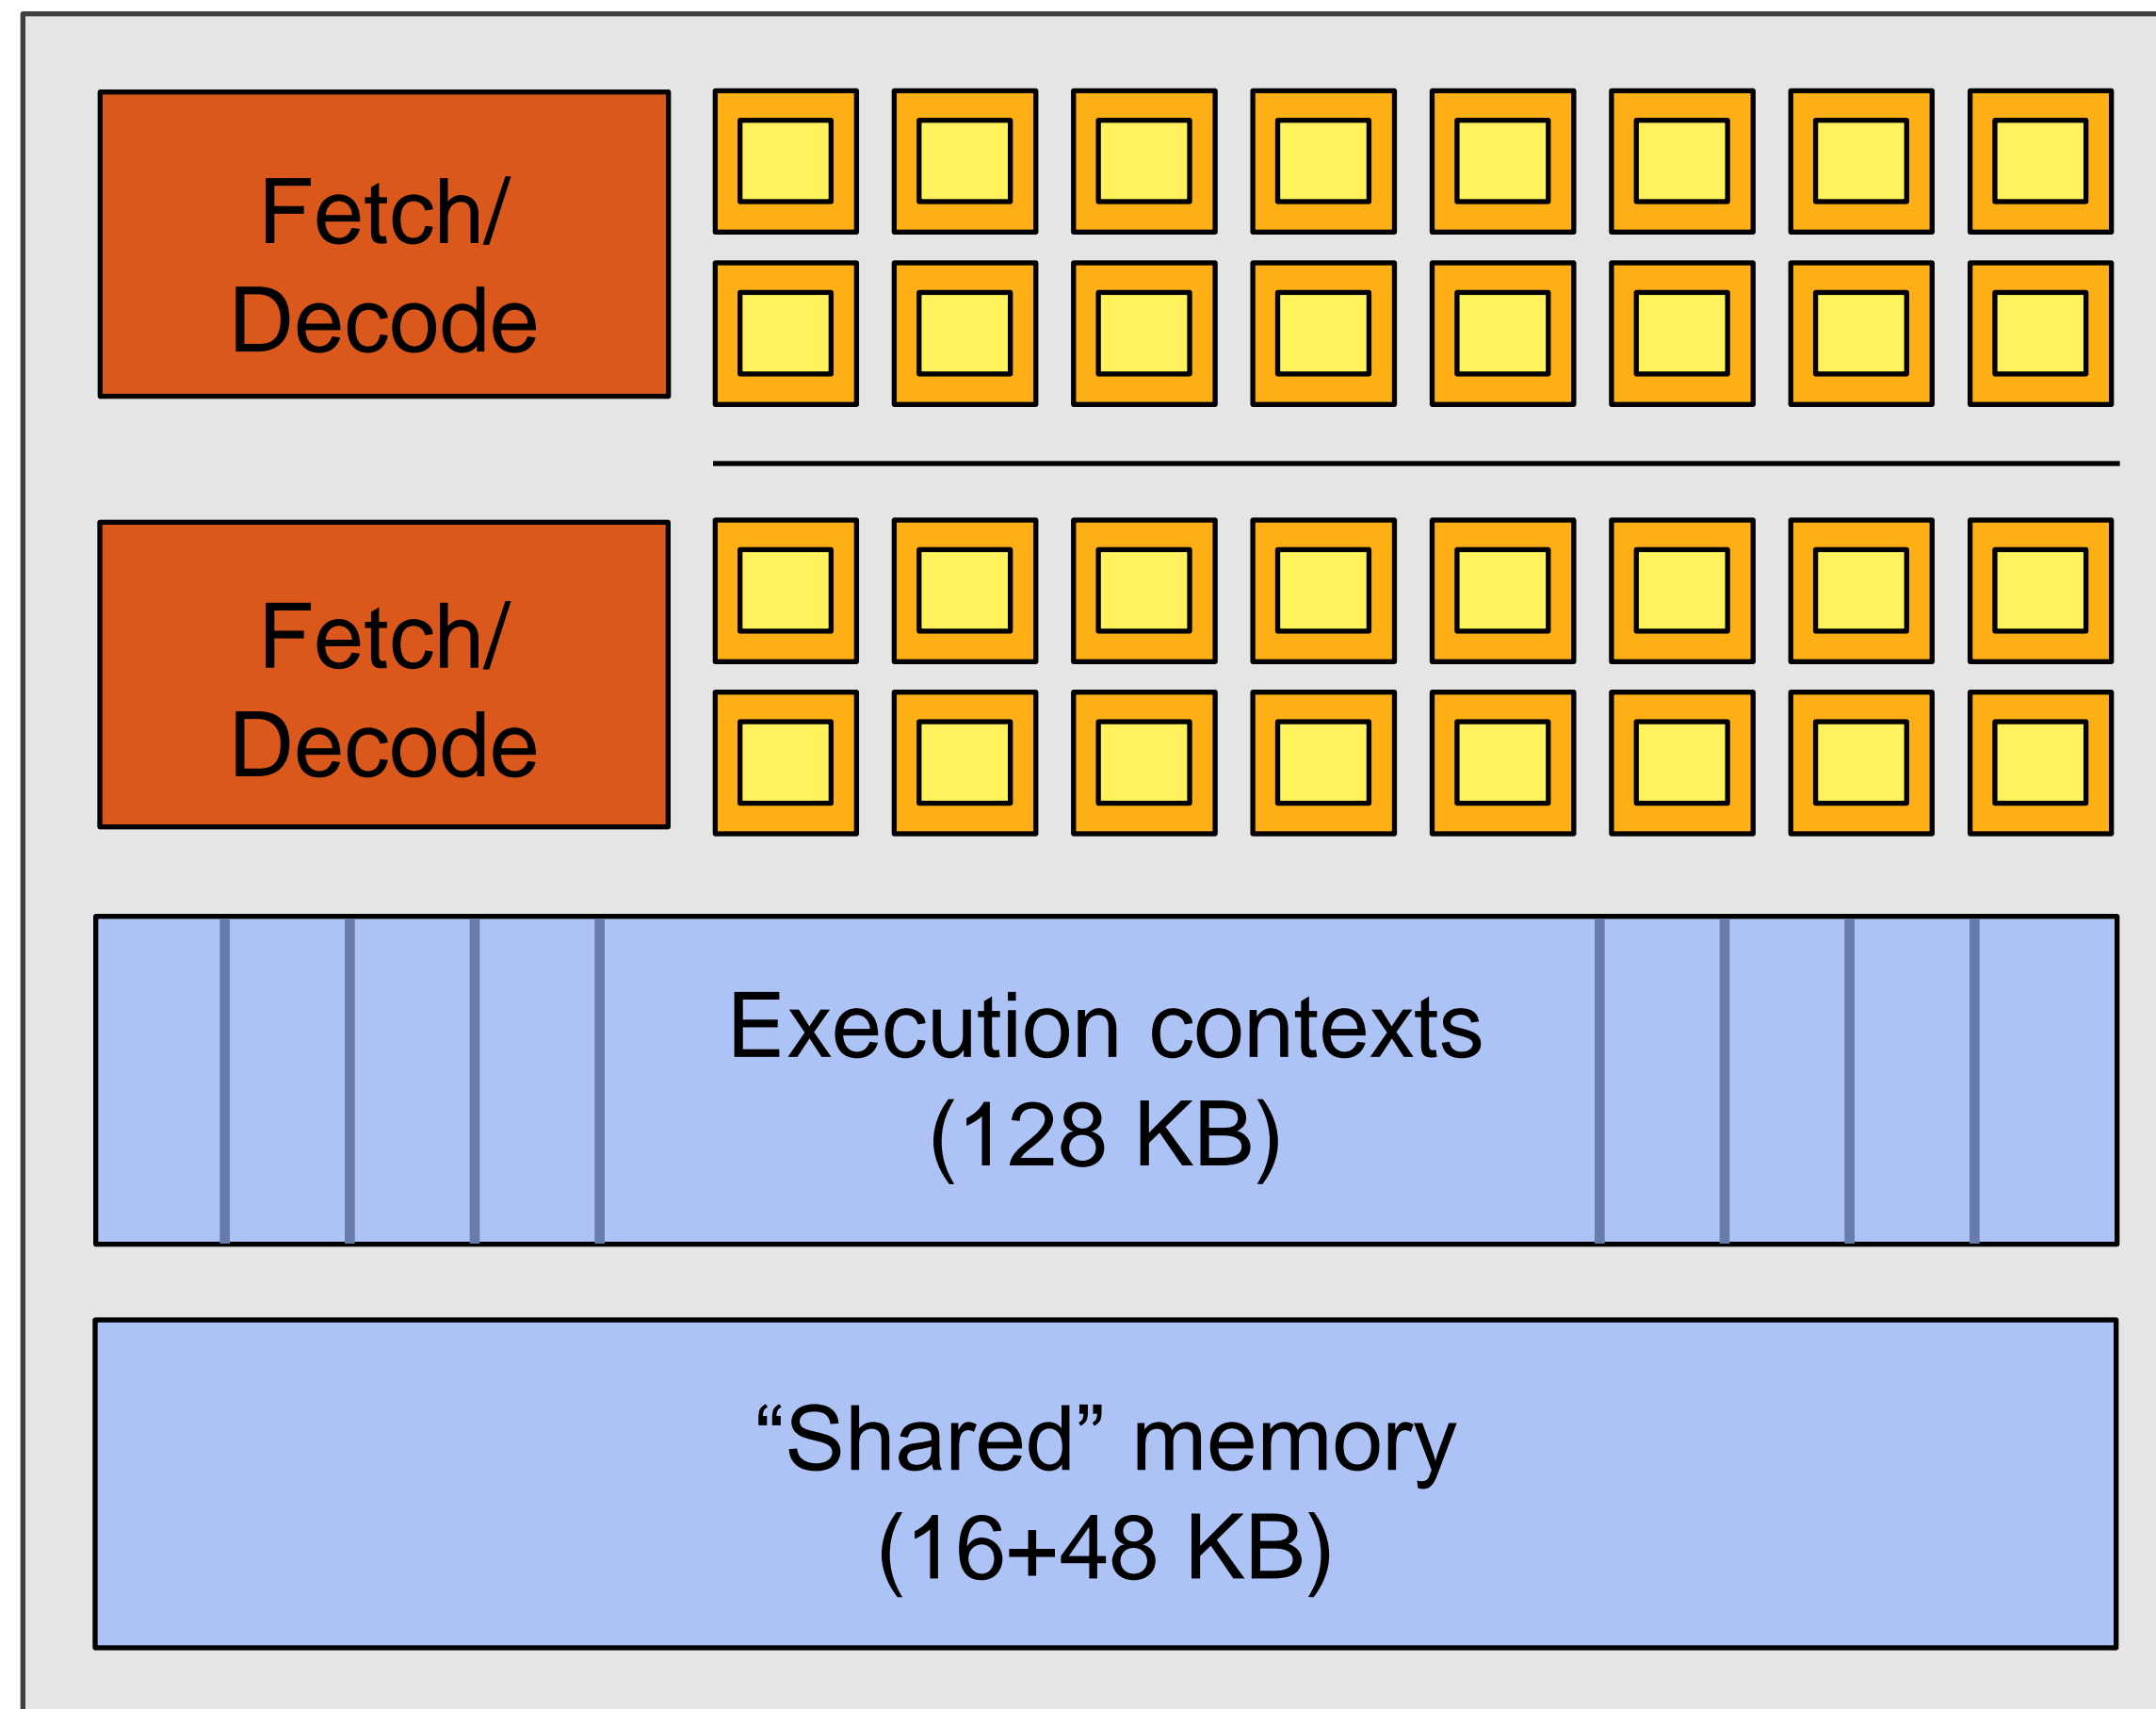 Fetch/
Decode
Fetch/
Decode
Execution contexts
(128 KB)
“Shared” memory
(16+48 KB)